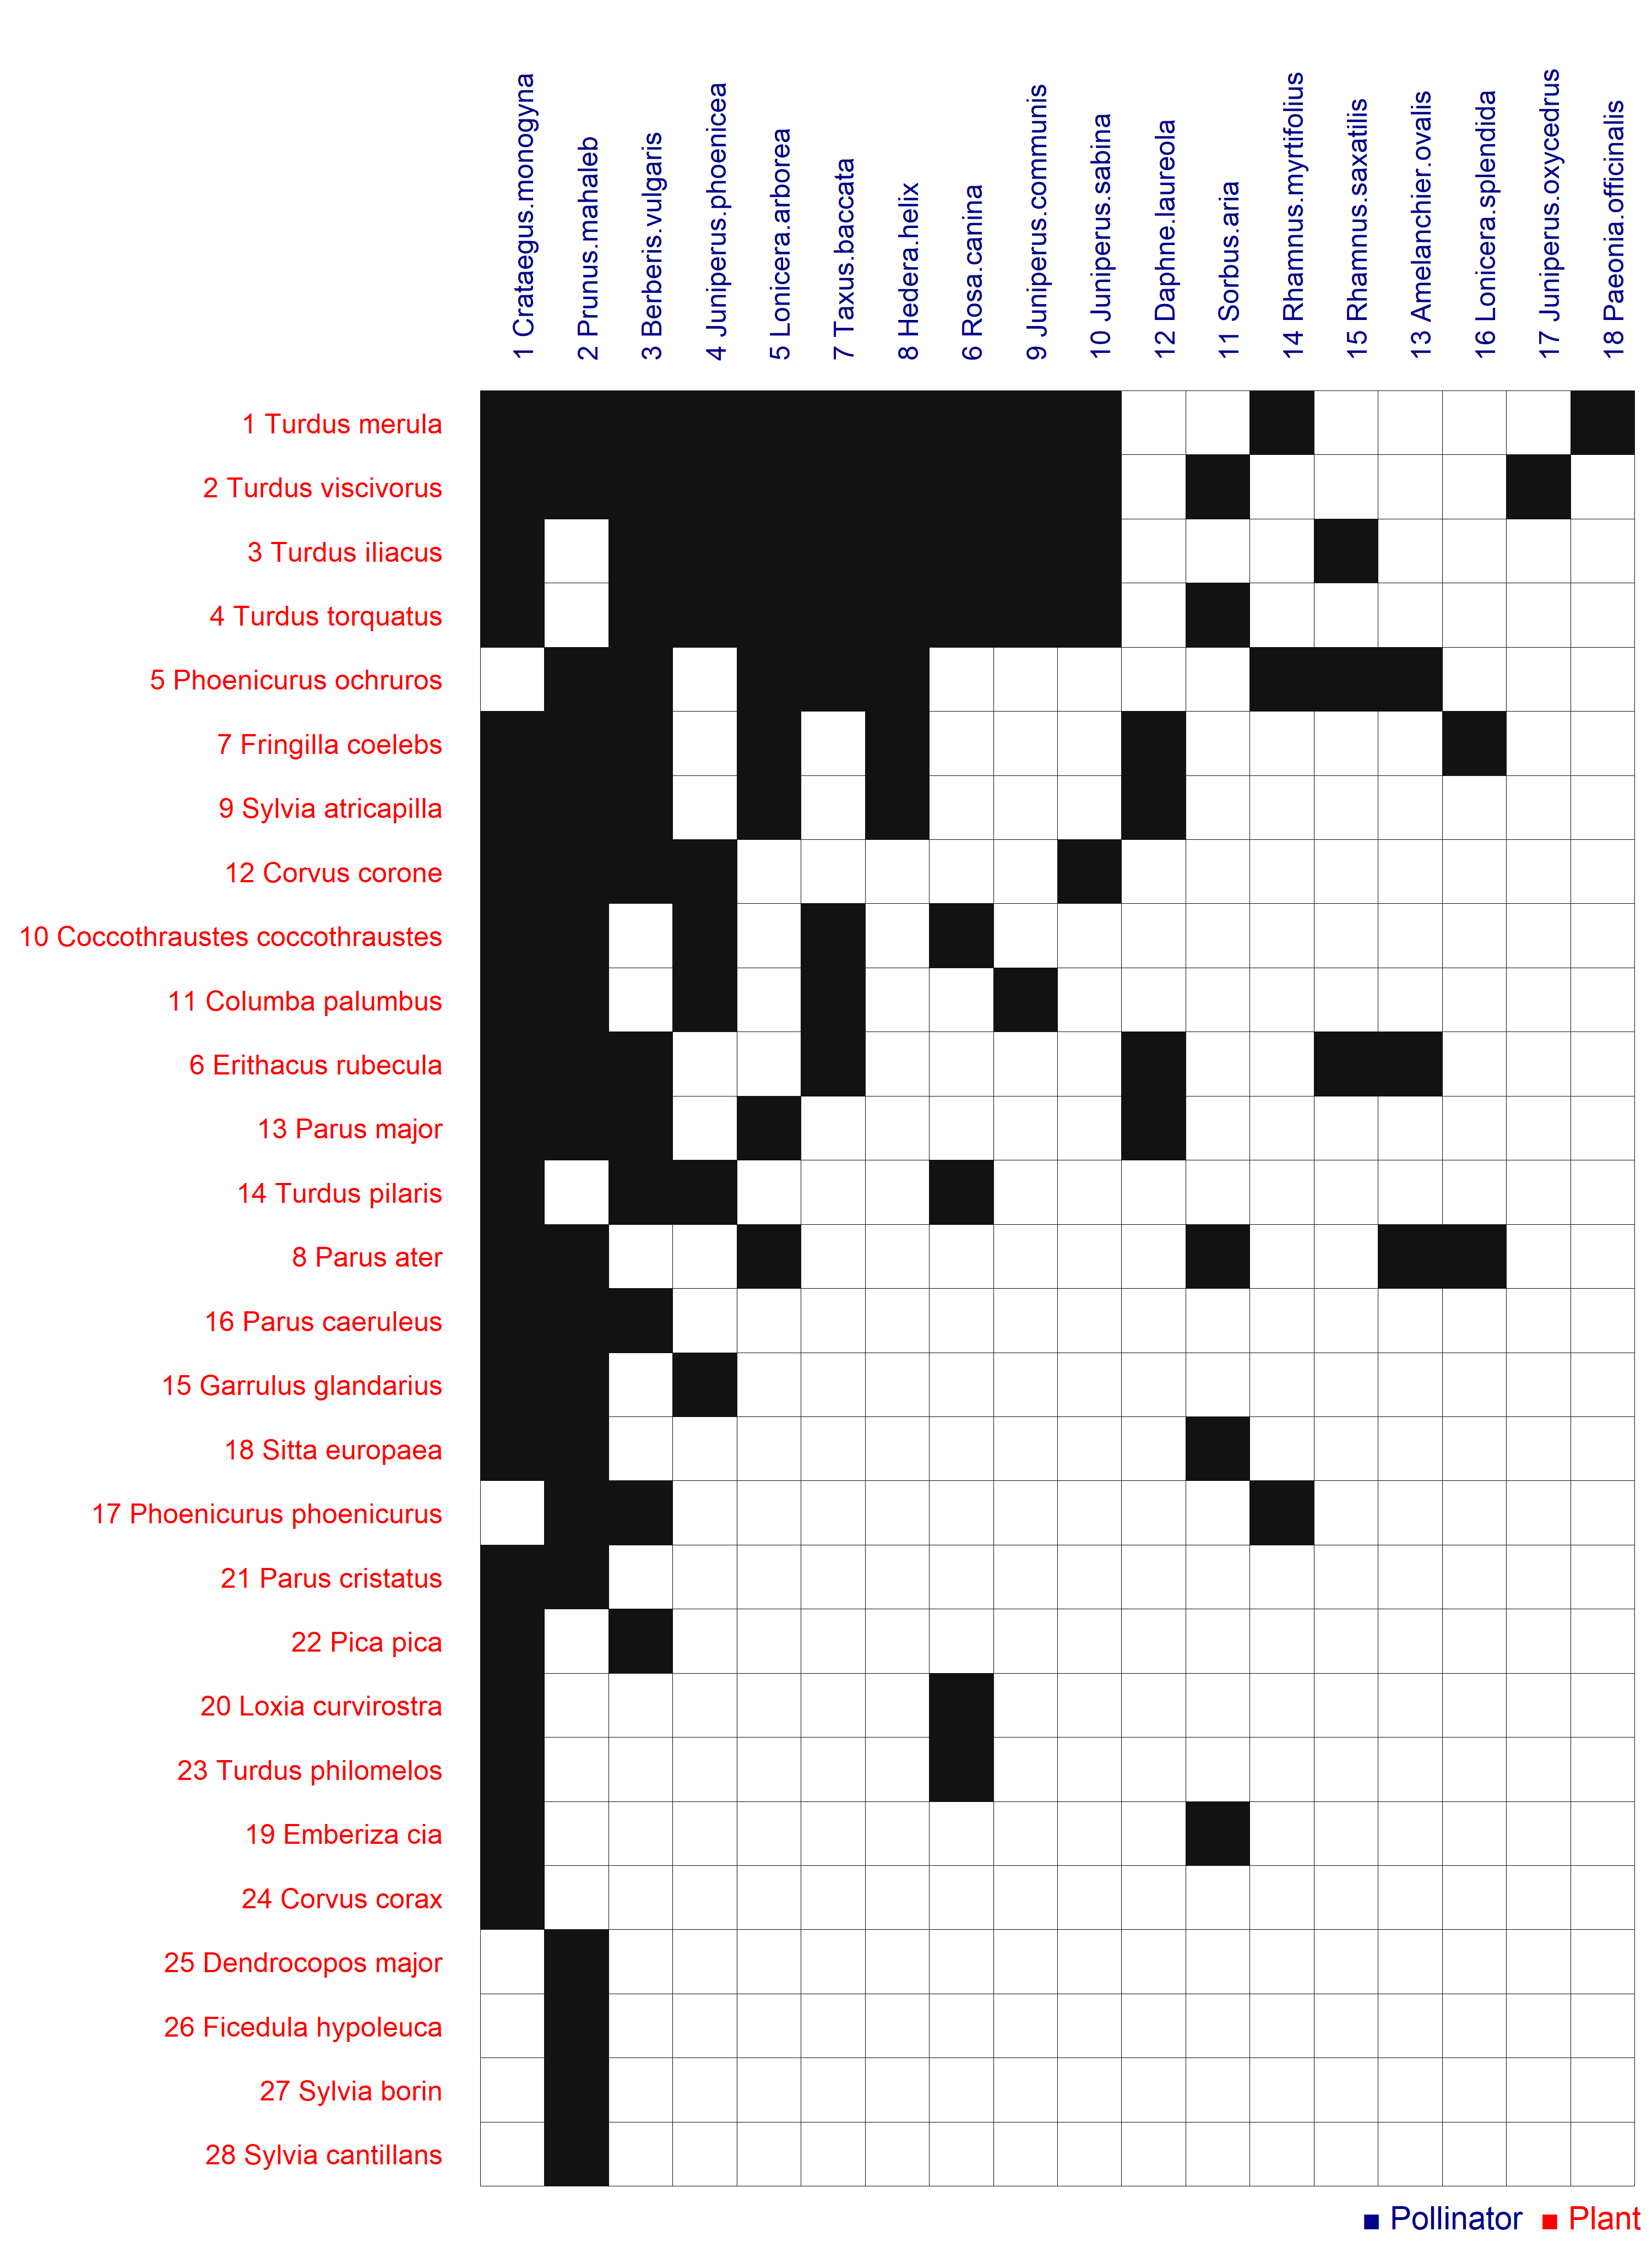 1 Crataegus.monogyna
2 Prunus.mahaleb
3 Berberis.vulgaris
4 Juniperus.phoenicea
5 Lonicera.arborea
7 Taxus.baccata
8 Hedera.helix
6 Rosa.canina
9 Juniperus.communis
10 Juniperus.sabina
12 Daphne.laureola
11 Sorbus.aria
14 Rhamnus.myrtifolius
15 Rhamnus.saxatilis
13 Amelanchier.ovalis
16 Lonicera.splendida
17 Juniperus.oxycedrus
18 Paeonia.officinalis
1 Turdus merula
2 Turdus viscivorus
3 Turdus iliacus
4 Turdus torquatus
5 Phoenicurus ochruros
7 Fringilla coelebs
9 Sylvia atricapilla
12 Corvus corone
10 Coccothraustes coccothraustes
11 Columba palumbus
6 Erithacus rubecula
13 Parus major
14 Turdus pilaris
8 Parus ater
16 Parus caeruleus
15 Garrulus glandarius
18 Sitta europaea
17 Phoenicurus phoenicurus
21 Parus cristatus
22 Pica pica
20 Loxia curvirostra
23 Turdus philomelos
19 Emberiza cia
24 Corvus corax
25 Dendrocopos major
26 Ficedula hypoleuca
27 Sylvia borin
28 Sylvia cantillans
Pollinator Plant